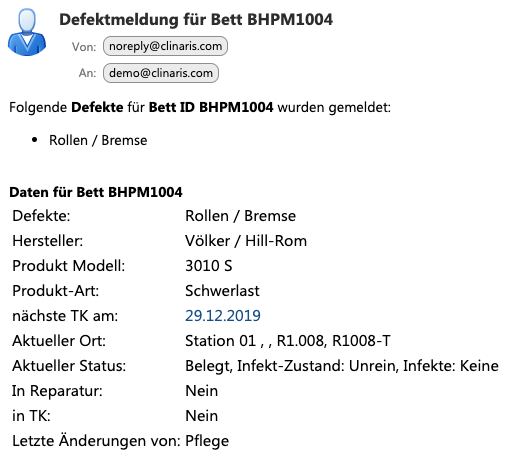 Defektmeldung für Bett BHPM1004
Von: noreply@clinaris.com
An: demo@clinaris.com
Folgende Defekte für Bett ID BHPM1004 wurden gemeldet:
• Rollen / Bremse
Daten für Bett BHPM1004
Defekte: Rollen / Bremse
Hersteller: Völker / Hill-Rom
Produkt Modell: 3010 S
Produkt-Art: Schwerlast
nächste TK am: 29.12.2019
Aktueller Ort: Station 01 , , R1.008, R1008-T
Aktueller Status: Belegt, Infekt-Zustand: Unrein, Infekte: Keine
In Reparatur: Nein
in TK: Nein
Letzte Änderungen von: Pflege